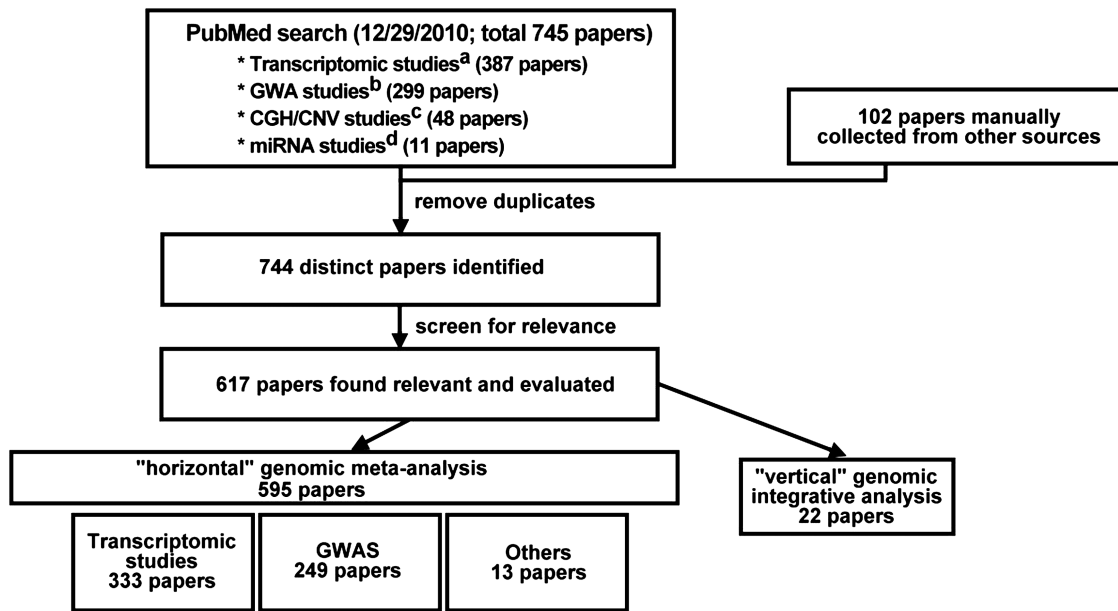 PubMed search (12/29/2010; total 745 papers)
* Transcriptomic studiesa (387 papers)
* GWA studiesb (299 papers)
* CGH/CNV studiesc (48 papers)
* miRNA studiesd (11 papers)
102 papers manually
collected from other sources
remove duplicates
744 distinct papers identified
screen for relevance
617 papers found relevant and evaluated
"horizontal" genomic meta-analysis
595 papers
"vertical" genomic
integrative analysis
22 papers
Transcriptomic
studies
333 papers
GWAS
249 papers
Others
13 papers